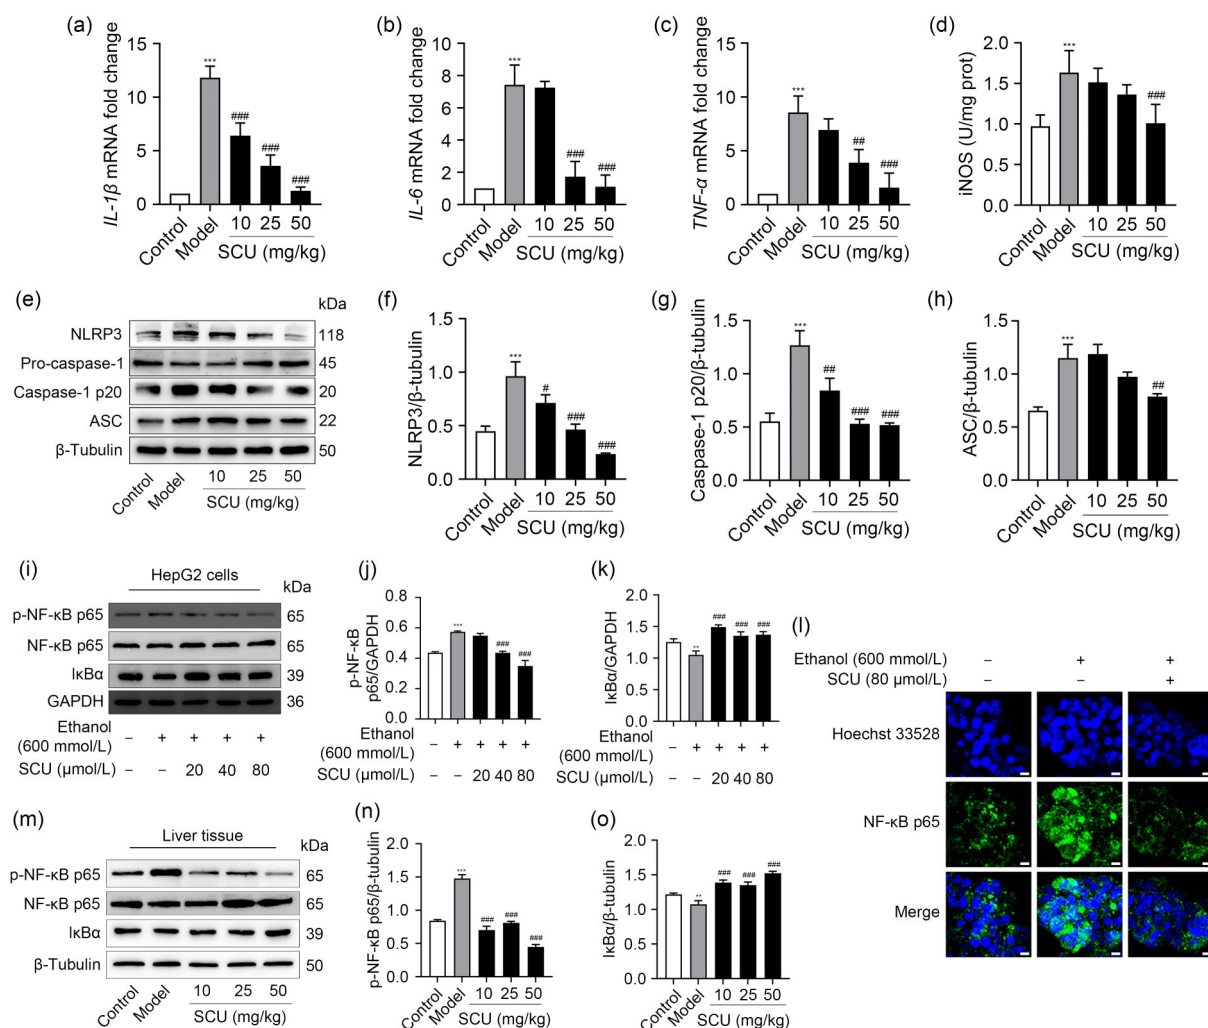 (a)
IL-1β mRNA fold change
15
10
5
0
***
###
###
###
Control
Model
10 25 50
SCU (mg/kg)
(b)
IL-6 mRNA fold change
10
8
6
4
2
0
***
###
###
Control
Model
10 25 50
SCU (mg/kg)
(c)
TNF-α mRNA fold change
15
10
5
0
***
##
###
Control
Model
10 25 50
SCU (mg/kg)
(d)
iNOS (U/mg prot)
2.0
1.5
1.0
0.5
0.0
***
###
Control
Model
10 25 50
SCU (mg/kg)
(e)
kDa
NLRP3 118
Pro-caspase-1 45
Caspase-1 p20 20
ASC 22
β-Tubulin 50
Control
Model
10 25 50
SCU (mg/kg)
(f)
NLRP3/β-tubulin
1.5
1.0
0.5
0.0
***
#
###
###
Control
Model
10 25 50
SCU (mg/kg)
(g)
Caspase-1 p20/β-tubulin
1.5
1.0
0.5
0.0
***
##
###
###
Control
Model
10 25 50
SCU (mg/kg)
(h)
ASC/β-tubulin
1.5
1.0
0.5
0.0
***
##
Control
Model
10 25 50
SCU (mg/kg)
(i)
HepG2 cells
kDa
p-NF-κB p65 65
NF-κB p65 65
IκBα 39
GAPDH 36
Ethanol
(600 mmol/L) − + + + +
SCU (μmol/L) − − 20 40 80
(j)
p-NF-κB
p65/GAPDH
0.8
0.6
0.4
0.2
0.0
***
###
###
Ethanol
(600 mmol/L) − + + + +
SCU (μmol/L) − − 20 40 80
(k)
IκBα/GAPDH
2.0
1.5
1.0
0.5
0.0
**
###
###
###
Ethanol
(600 mmol/L) − + + + +
SCU (μmol/L) − − 20 40 80
(l)
Ethanol (600 mmol/L) − + +
SCU (80 μmol/L) − − +
Hoechst 33528
NF-κB p65
Merge
(m)
Liver tissue
kDa
p-NF-κB p65 65
NF-κB p65 65
IκBα 39
β-Tubulin 50
Control
Model
10 25 50
SCU (mg/kg)
(n)
p-NF-κB p65/β-tubulin
2.0
1.5
1.0
0.5
0.0
***
###
###
###
Control
Model
10 25 50
SCU (mg/kg)
(o)
IκBα/β-tubulin
2.0
1.5
1.0
0.5
0.0
**
###
###
###
Control
Model
10 25 50
SCU (mg/kg)